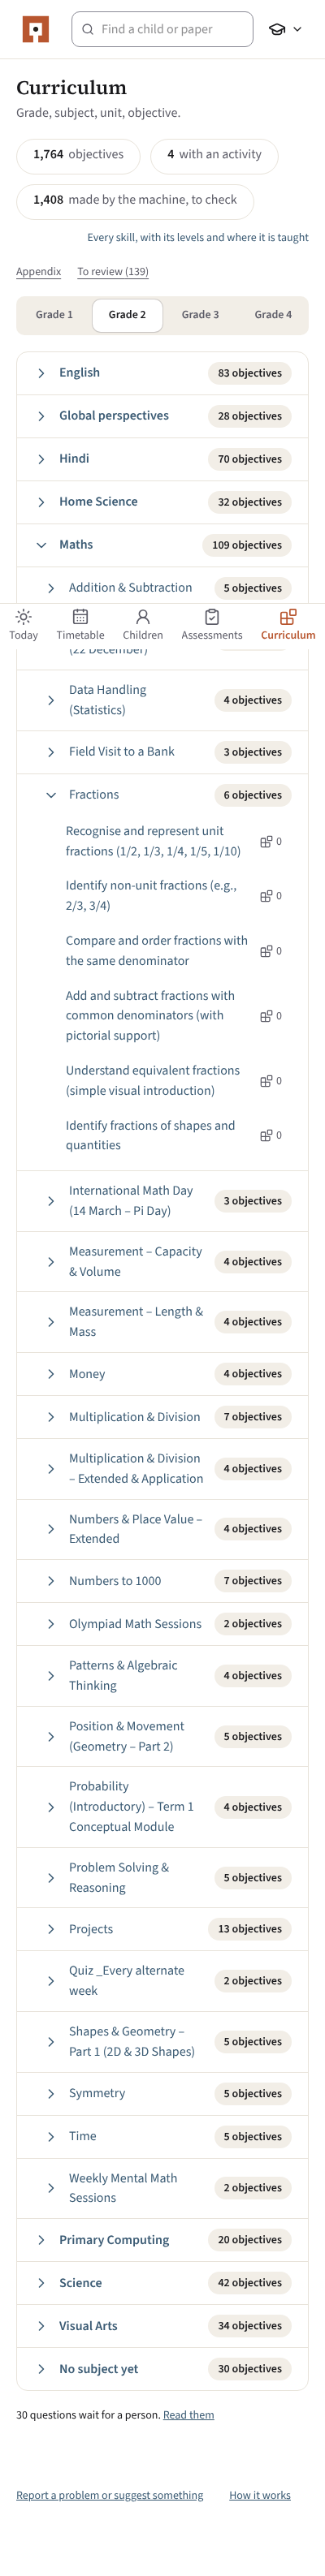 Find a child or paper
Curriculum
Grade, subject, unit, objective.
1,764 objectives
4 with an activity
1,408 made by the machine, to check
Every skill, with its levels and where it is taught
Appendix
To review (139)
Grade 1
Grade 2
Grade 3
Grade 4
English
83 objectives
Global perspectives
28 objectives
Hindi
70 objectives
Home Science
32 objectives
Maths
109 objectives
Addition & Subtraction
5 objectives
Today
Timetable
Children
Assessments
Curriculum
(22 December)
Data Handling
(Statistics)
4 objectives
Field Visit to a Bank
3 objectives
Fractions
6 objectives
Recognise and represent unit
fractions (1/2, 1/3, 1/4, 1/5, 1/10)
0
Identify non-unit fractions (e.g.,
2/3, 3/4)
0
Compare and order fractions with
the same denominator
0
Add and subtract fractions with
common denominators (with
pictorial support)
0
Understand equivalent fractions
(simple visual introduction)
0
Identify fractions of shapes and
quantities
0
International Math Day
(14 March – Pi Day)
3 objectives
Measurement – Capacity
& Volume
4 objectives
Measurement – Length &
Mass
4 objectives
Money
4 objectives
Multiplication & Division
7 objectives
Multiplication & Division
– Extended & Application
4 objectives
Numbers & Place Value –
Extended
4 objectives
Numbers to 1000
7 objectives
Olympiad Math Sessions
2 objectives
Patterns & Algebraic
Thinking
4 objectives
Position & Movement
(Geometry – Part 2)
5 objectives
Probability
(Introductory) – Term 1
Conceptual Module
4 objectives
Problem Solving &
Reasoning
5 objectives
Projects
13 objectives
Quiz _Every alternate
week
2 objectives
Shapes & Geometry –
Part 1 (2D & 3D Shapes)
5 objectives
Symmetry
5 objectives
Time
5 objectives
Weekly Mental Math
Sessions
2 objectives
Primary Computing
20 objectives
Science
42 objectives
Visual Arts
34 objectives
No subject yet
30 objectives
30 questions wait for a person. Read them
Report a problem or suggest something
How it works